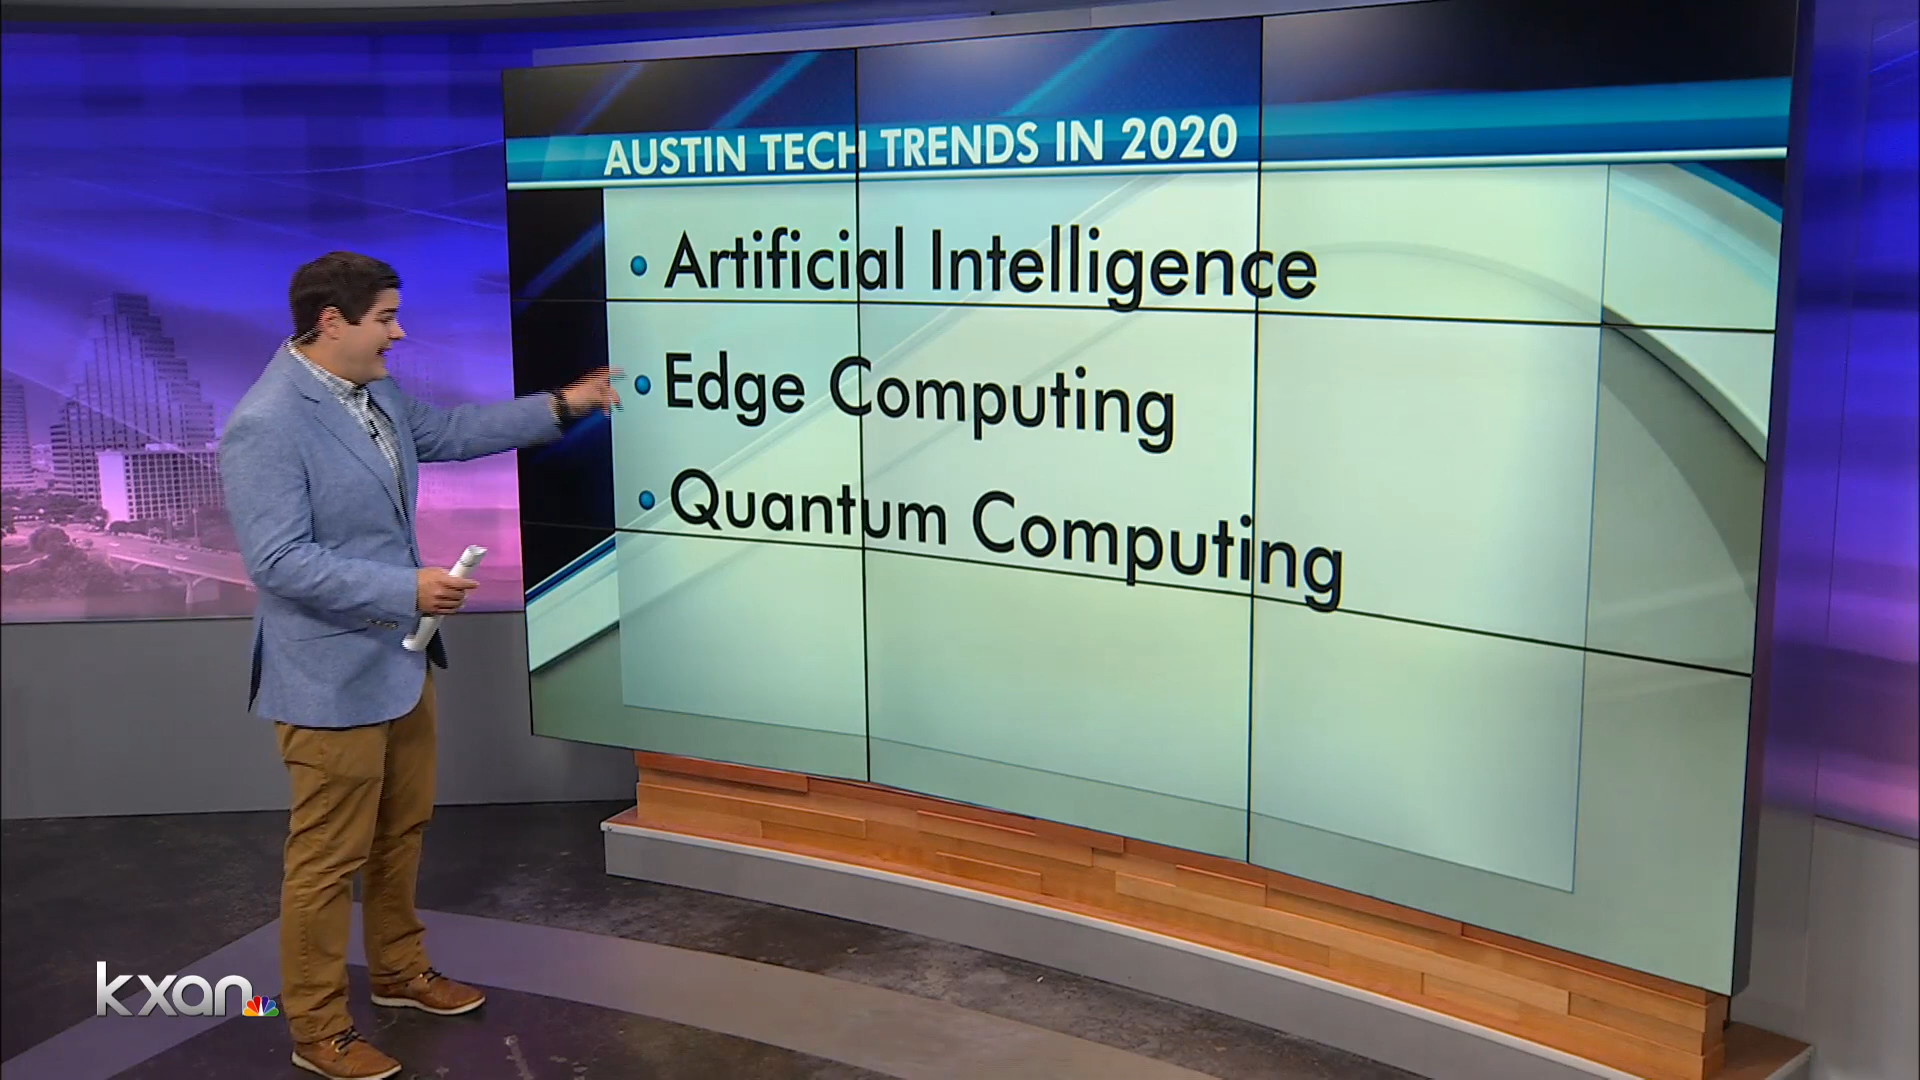 AUSTIN TECH TRENDS IN 2020
• Artificial Intelligence
• Edge Computing
• Quantum Computing
kxan